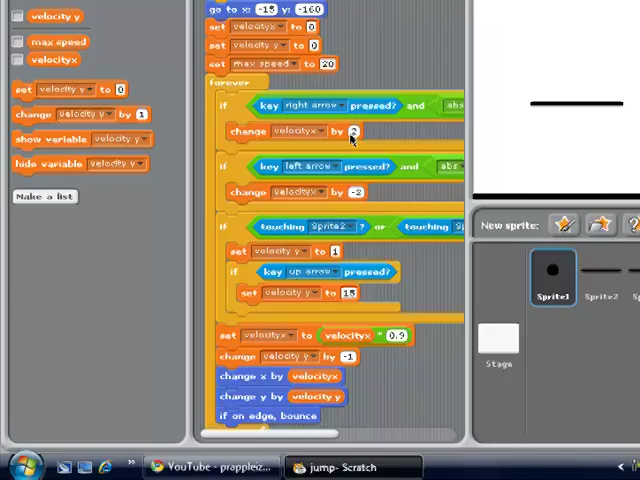 velocity y
max speed
velocityx
set velocity y to 0
change velocity y by 1
show variable velocity y
hide variable velocity y
Make a list
go to x: -15 y: -160
set velocityx to 0
set velocity y to 0
set max speed to 20
forever
if key right arrow pressed? and abs
change velocityx by 2
if key left arrow pressed? and abs
change velocityx by -2
if touching Sprite2 ? or touching
set velocity y to 1
if key up arrow pressed?
set velocity y to 15
set velocityx to velocityx * 0.9
change velocity y by -1
change x by velocityx
change y by velocity y
if on edge, bounce
New sprite:
Sprite1
Sprite2
Stage
YouTube - prappleiz...
jump- Scratch